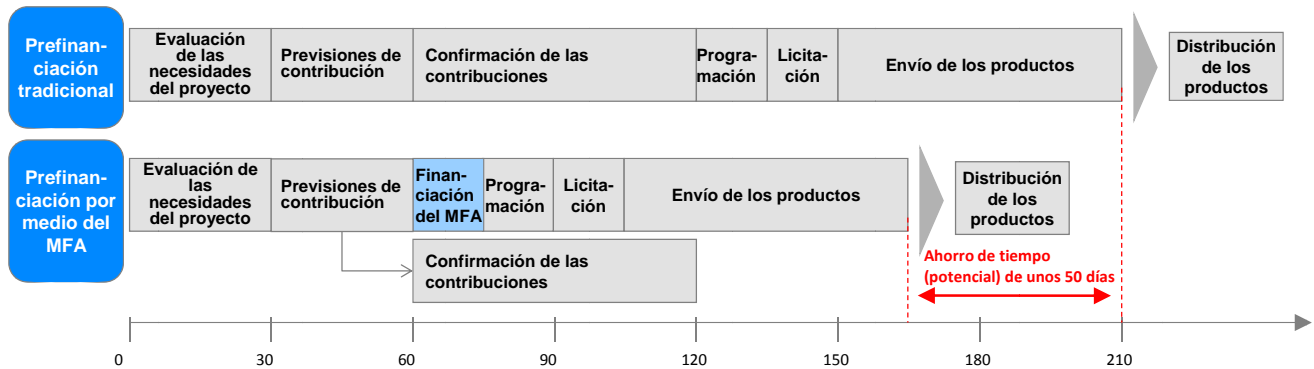 Prefinan-
ciación
tradicional
Evaluación
de las
necesidades
del proyecto
Previsiones de
contribución
Confirmación de las
contribuciones
Progra-
mación
Licita-
ción
Envío de los productos
Distribución
de los
productos
Prefinan-
ciación por
medio del
MFA
Evaluación de
las
necesidades
del proyecto
Previsiones de
contribución
Finan-
ciación
del MFA
Progra-
mación
Licita-
ción
Envío de los productos
Distribución
de los
productos
Confirmación de las
contribuciones
Ahorro de tiempo
(potencial) de unos 50 días
0 30 60 90 120 150 180 210